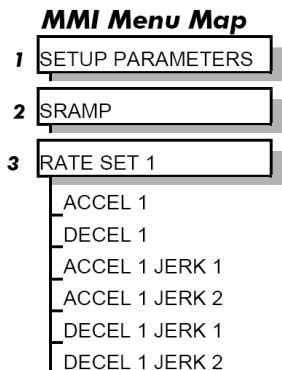 MMI Menu Map
1 SETUP PARAMETERS
2 SRAMP
3 RATE SET 1
ACCEL 1
DECEL 1
ACCEL 1 JERK 1
ACCEL 1 JERK 2
DECEL 1 JERK 1
DECEL 1 JERK 2